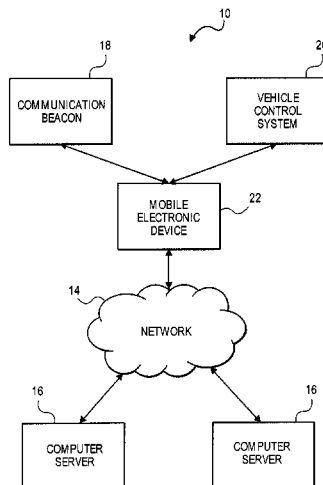 10
18
20
COMMUNICATION
BEACON
VEHICLE
CONTROL
SYSTEM
MOBILE
ELECTRONIC
DEVICE
22
14
NETWORK
16
16
COMPUTER
SERVER
COMPUTER
SERVER